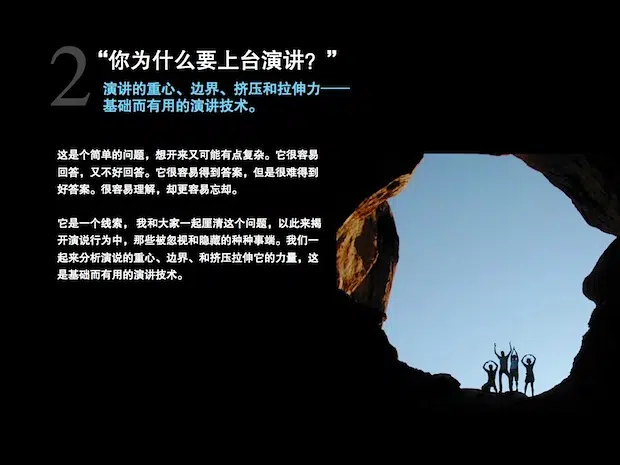 2
“你为什么要上台演讲？”
演讲的重心、边界、挤压和拉伸力——
基础而有用的演讲技术。
这是个简单的问题，想开来又可能有点复杂。它很容易
回答，又不好回答。它很容易得到答案，但是很难得到
好答案。很容易理解，却更容易忘却。
它是一个线索， 我和大家一起厘清这个问题，以此来揭
开演说行为中，那些被忽视和隐藏的种种事端。我们一
起来分析演说的重心、边界、和挤压拉伸它的力量，这
是基础而有用的演讲技术。